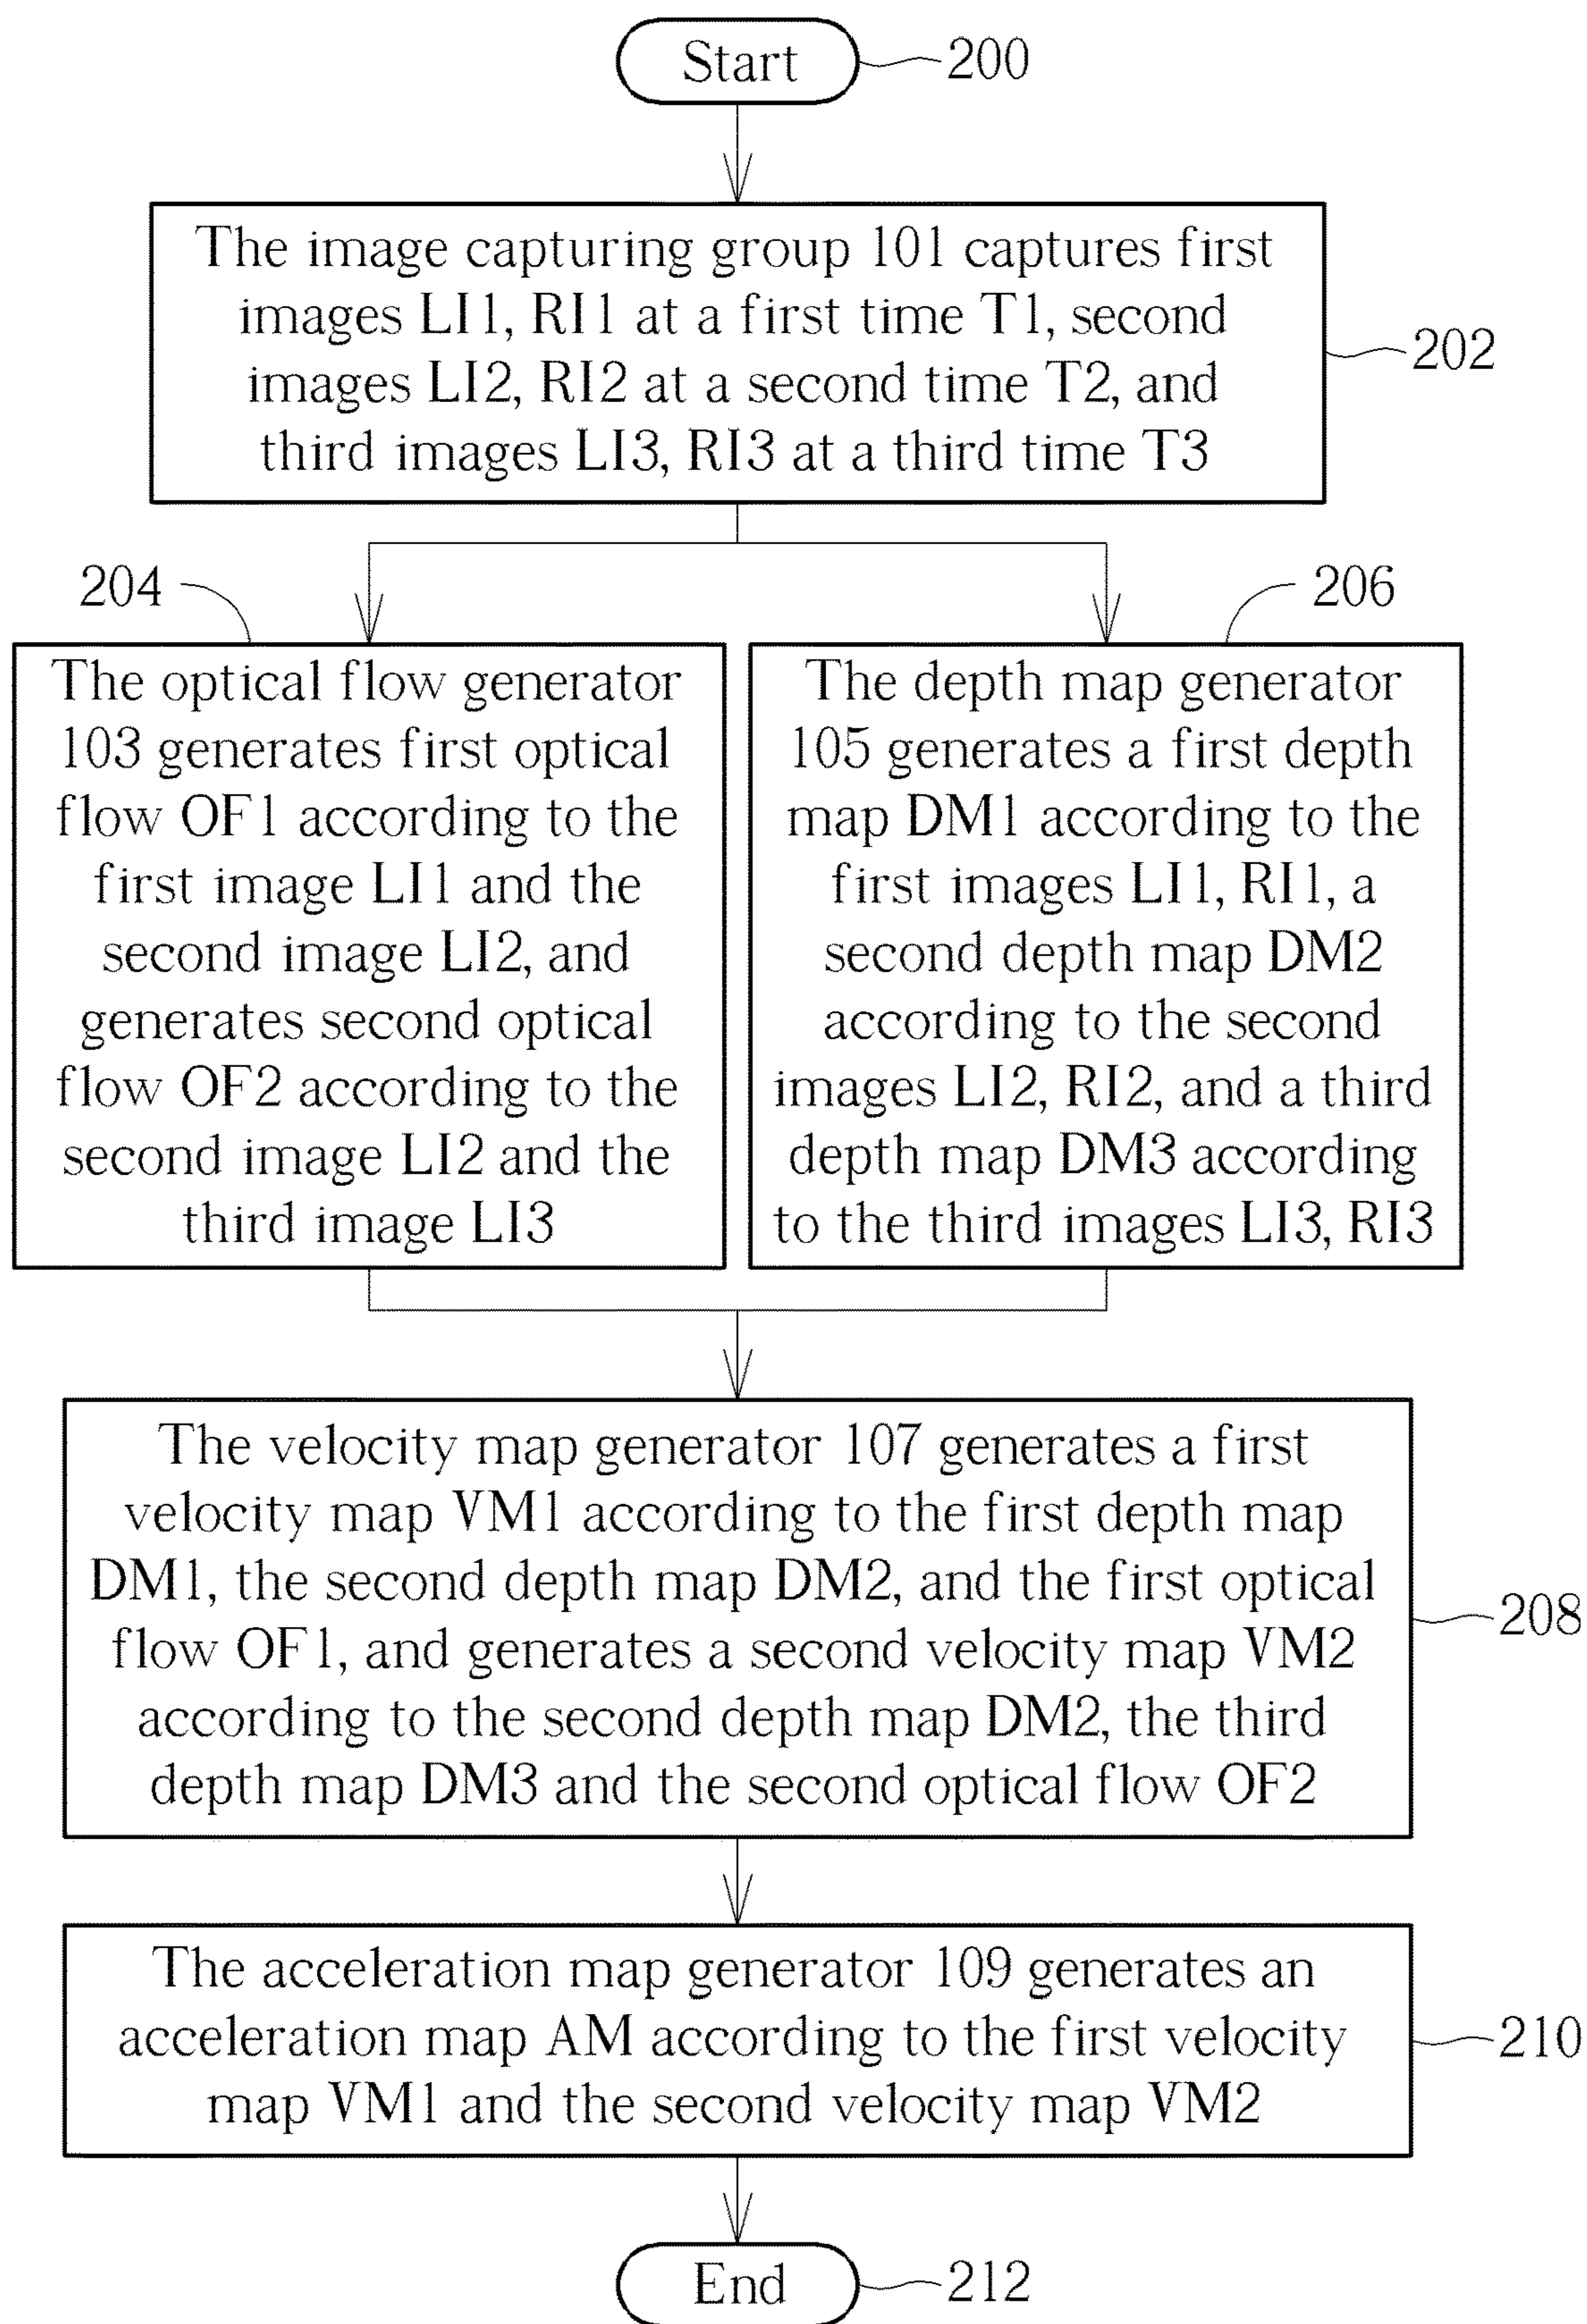 Start
200
The image capturing group 101 captures first
images LI1, RI1 at a first time T1, second
images LI2, RI2 at a second time T2, and
third images LI3, RI3 at a third time T3
202
204
The optical flow generator
103 generates first optical
flow OF1 according to the
first image LI1 and the
second image LI2, and
generates second optical
flow OF2 according to the
second image LI2 and the
third image LI3
206
The depth map generator
105 generates a first depth
map DM1 according to the
first images LI1, RI1, a
second depth map DM2
according to the second
images LI2, RI2, and a third
depth map DM3 according
to the third images LI3, RI3
The velocity map generator 107 generates a first
velocity map VM1 according to the first depth map
DM1, the second depth map DM2, and the first optical
flow OF1, and generates a second velocity map VM2
according to the second depth map DM2, the third
depth map DM3 and the second optical flow OF2
208
The acceleration map generator 109 generates an
acceleration map AM according to the first velocity
map VM1 and the second velocity map VM2
210
End
212